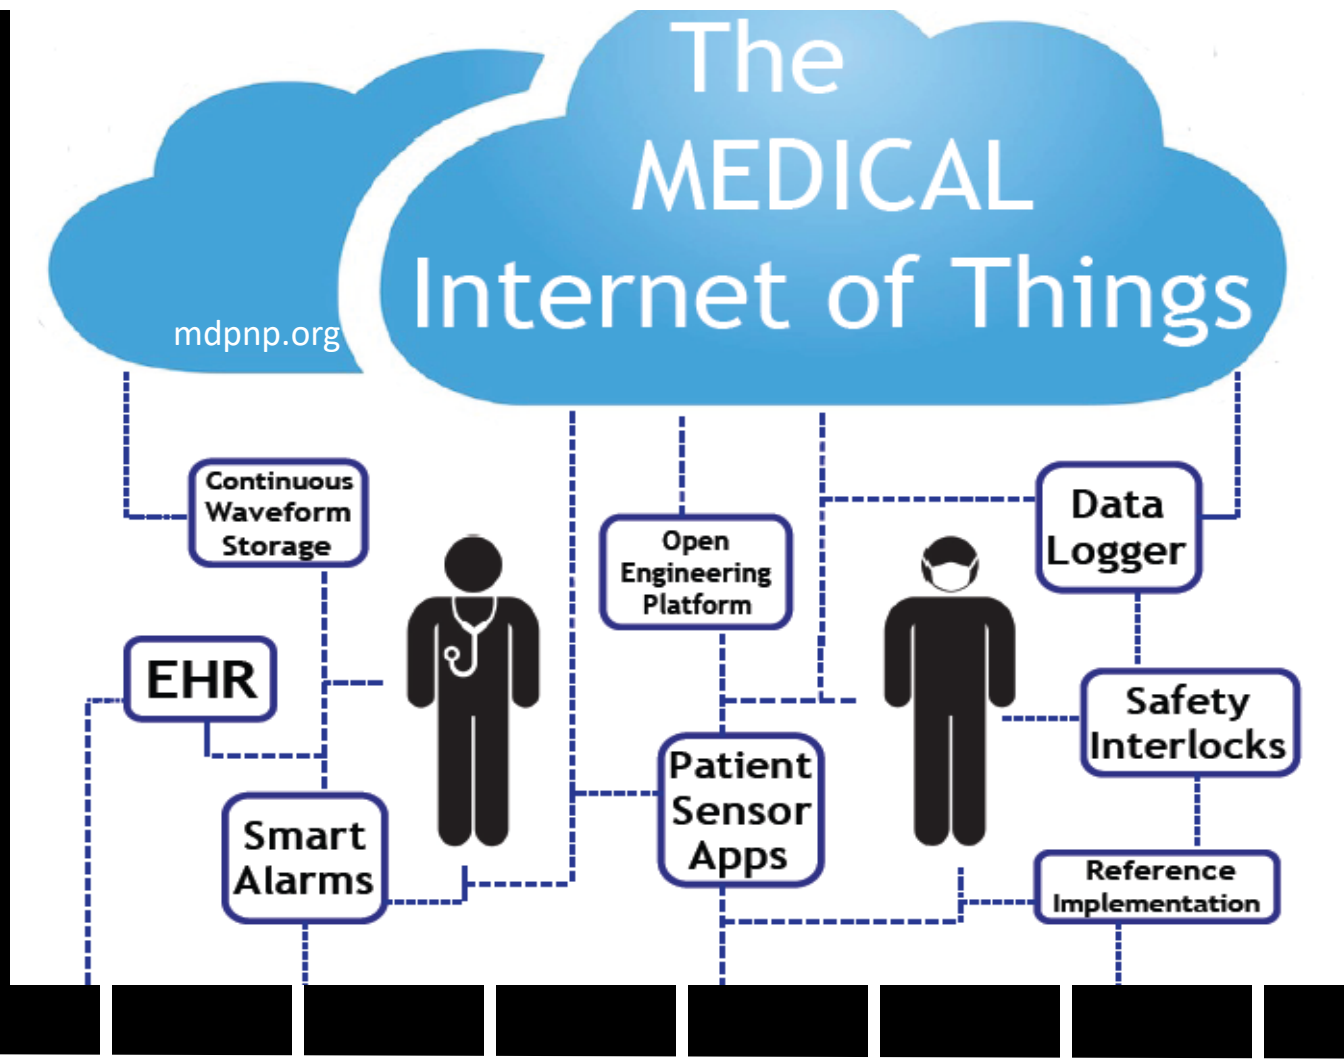 The
MEDICAL
Internet of Things
mdpnp.org
Continuous
Waveform
Storage
Open
Engineering
Platform
Data
Logger
EHR
Safety
Interlocks
Patient
Sensor
Apps
Smart
Alarms
Reference
Implementation